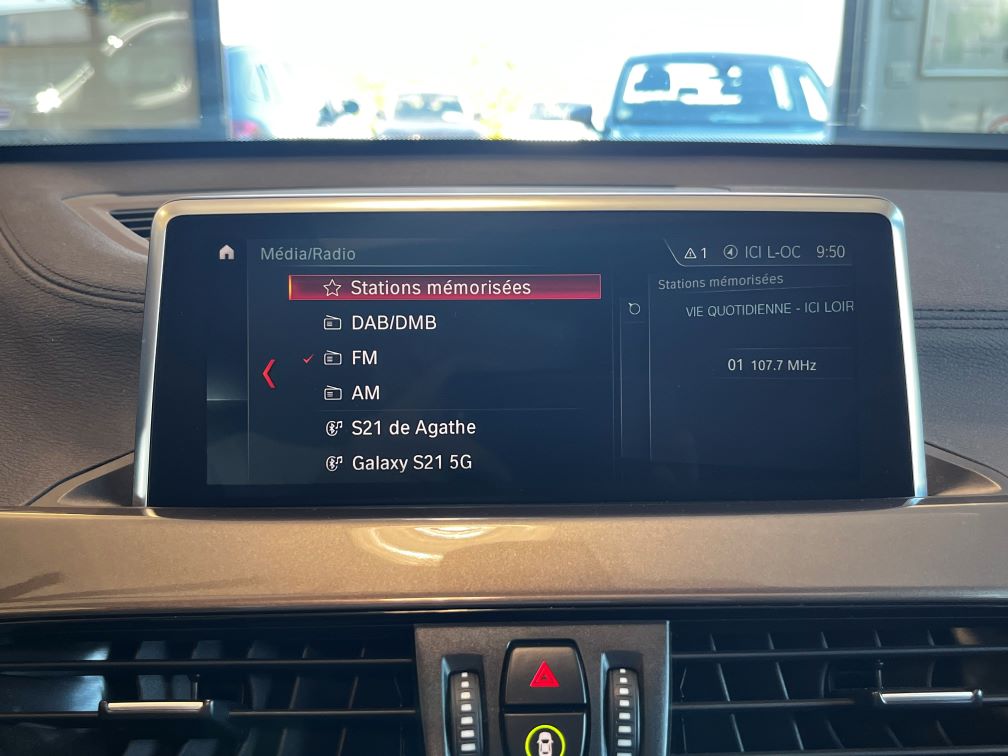 Média/Radio
1 ICI L-OC 9:50
Stations mémorisées
DAB/DMB
FM
AM
S21 de Agathe
Galaxy S21 5G
Stations mémorisées
VIE QUOTIDIENNE - ICI LOIR
01 107.7 MHz